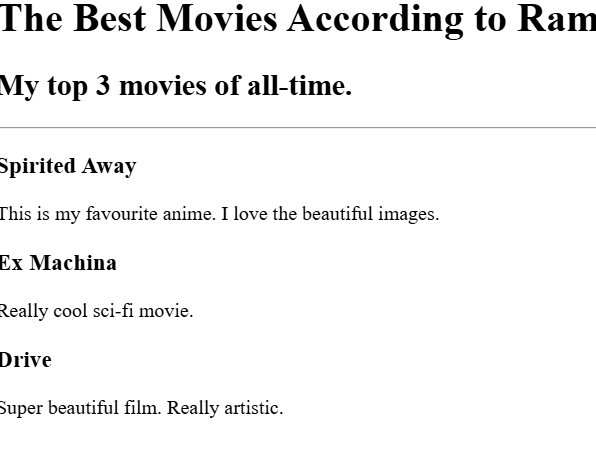 The Best Movies According to Ram
My top 3 movies of all-time.
Spirited Away
This is my favourite anime. I love the beautiful images.
Ex Machina
Really cool sci-fi movie.
Drive
Super beautiful film. Really artistic.